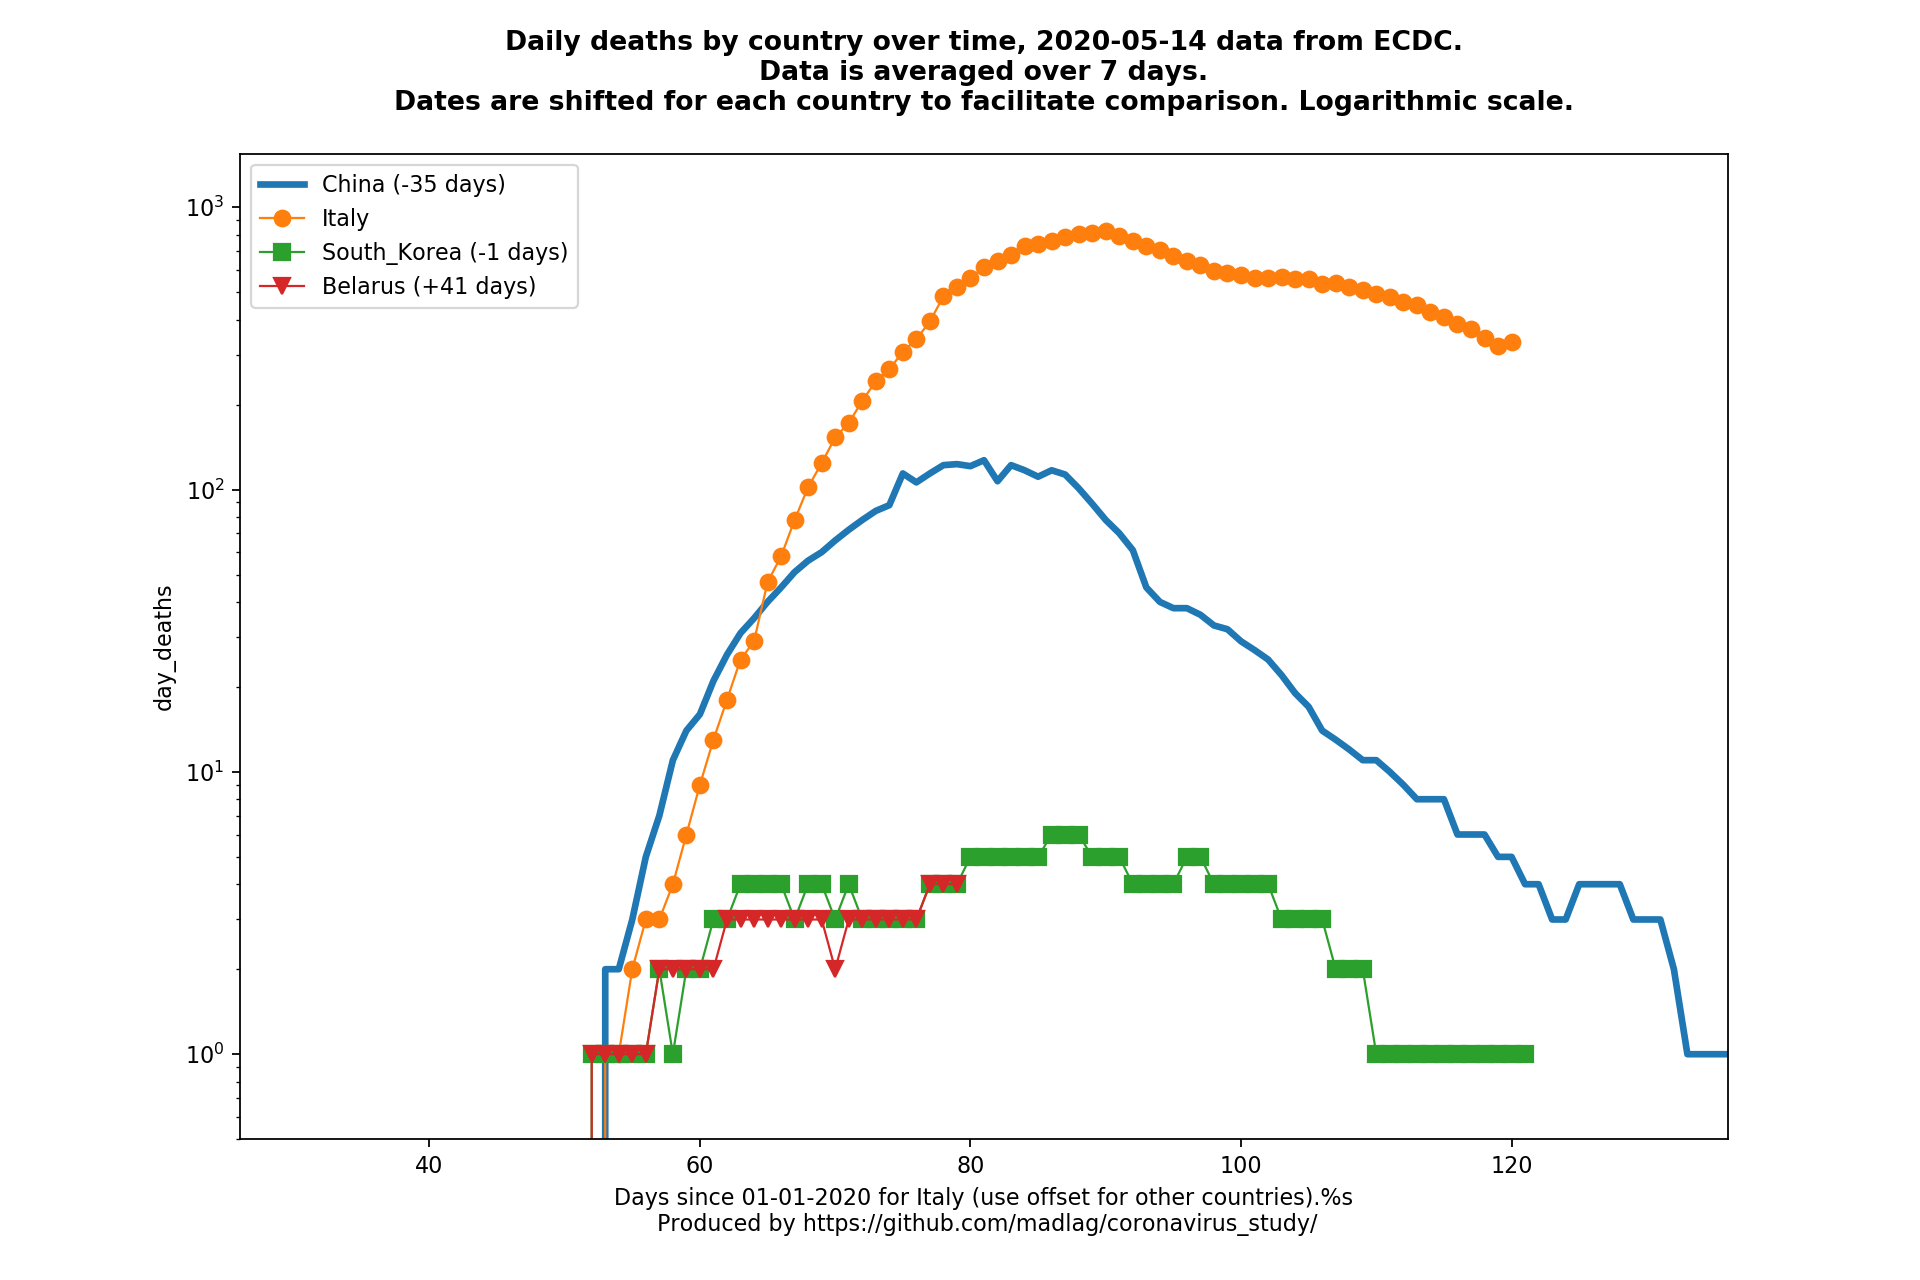 Daily deaths by country over time, 2020-05-14 data from ECDC.
Data is averaged over 7 days.
Dates are shifted for each country to facilitate comparison. Logarithmic scale.
China (-35 days)
Italy
South_Korea (-1 days)
Belarus (+41 days)
day_deaths
10³
10²
10¹
10⁰
40 60 80 100 120
Days since 01-01-2020 for Italy (use offset for other countries).%s
Produced by https://github.com/madlag/coronavirus_study/